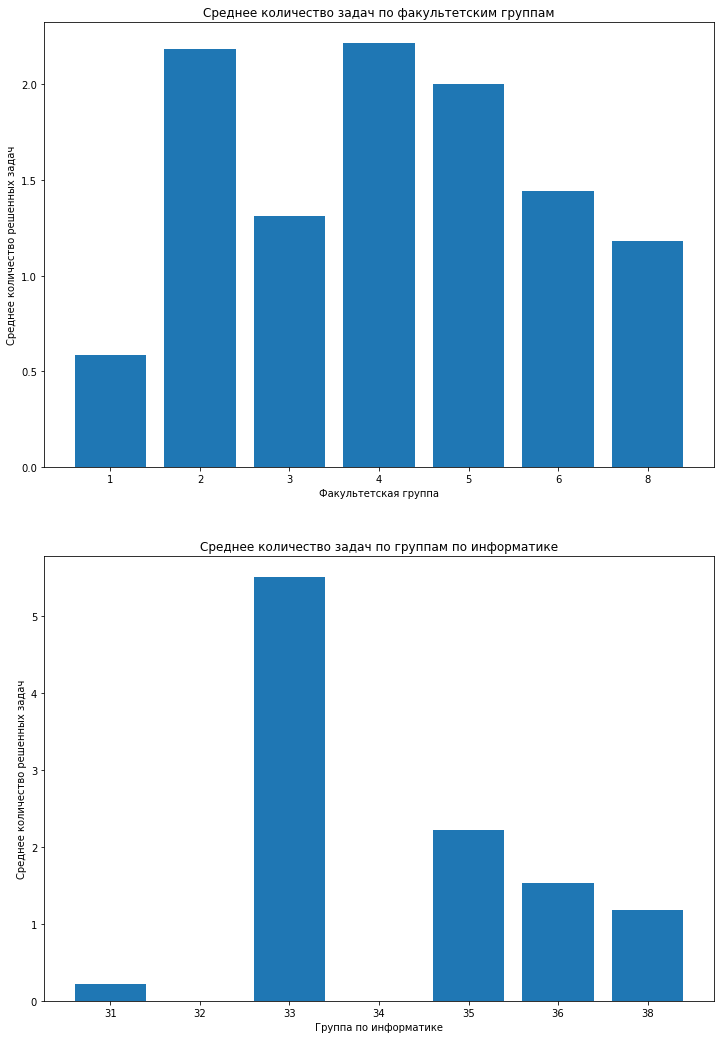 Среднее количество задач по факультетским группам
Среднее количество решенных задач
2.0
1.5
1.0
0.5
0.0
1 2 3 4 5 6 8
Факультетская группа
Среднее количество задач по группам по информатике
Среднее количество решенных задач
5
4
3
2
1
0
31 32 33 34 35 36 38
Группа по информатике